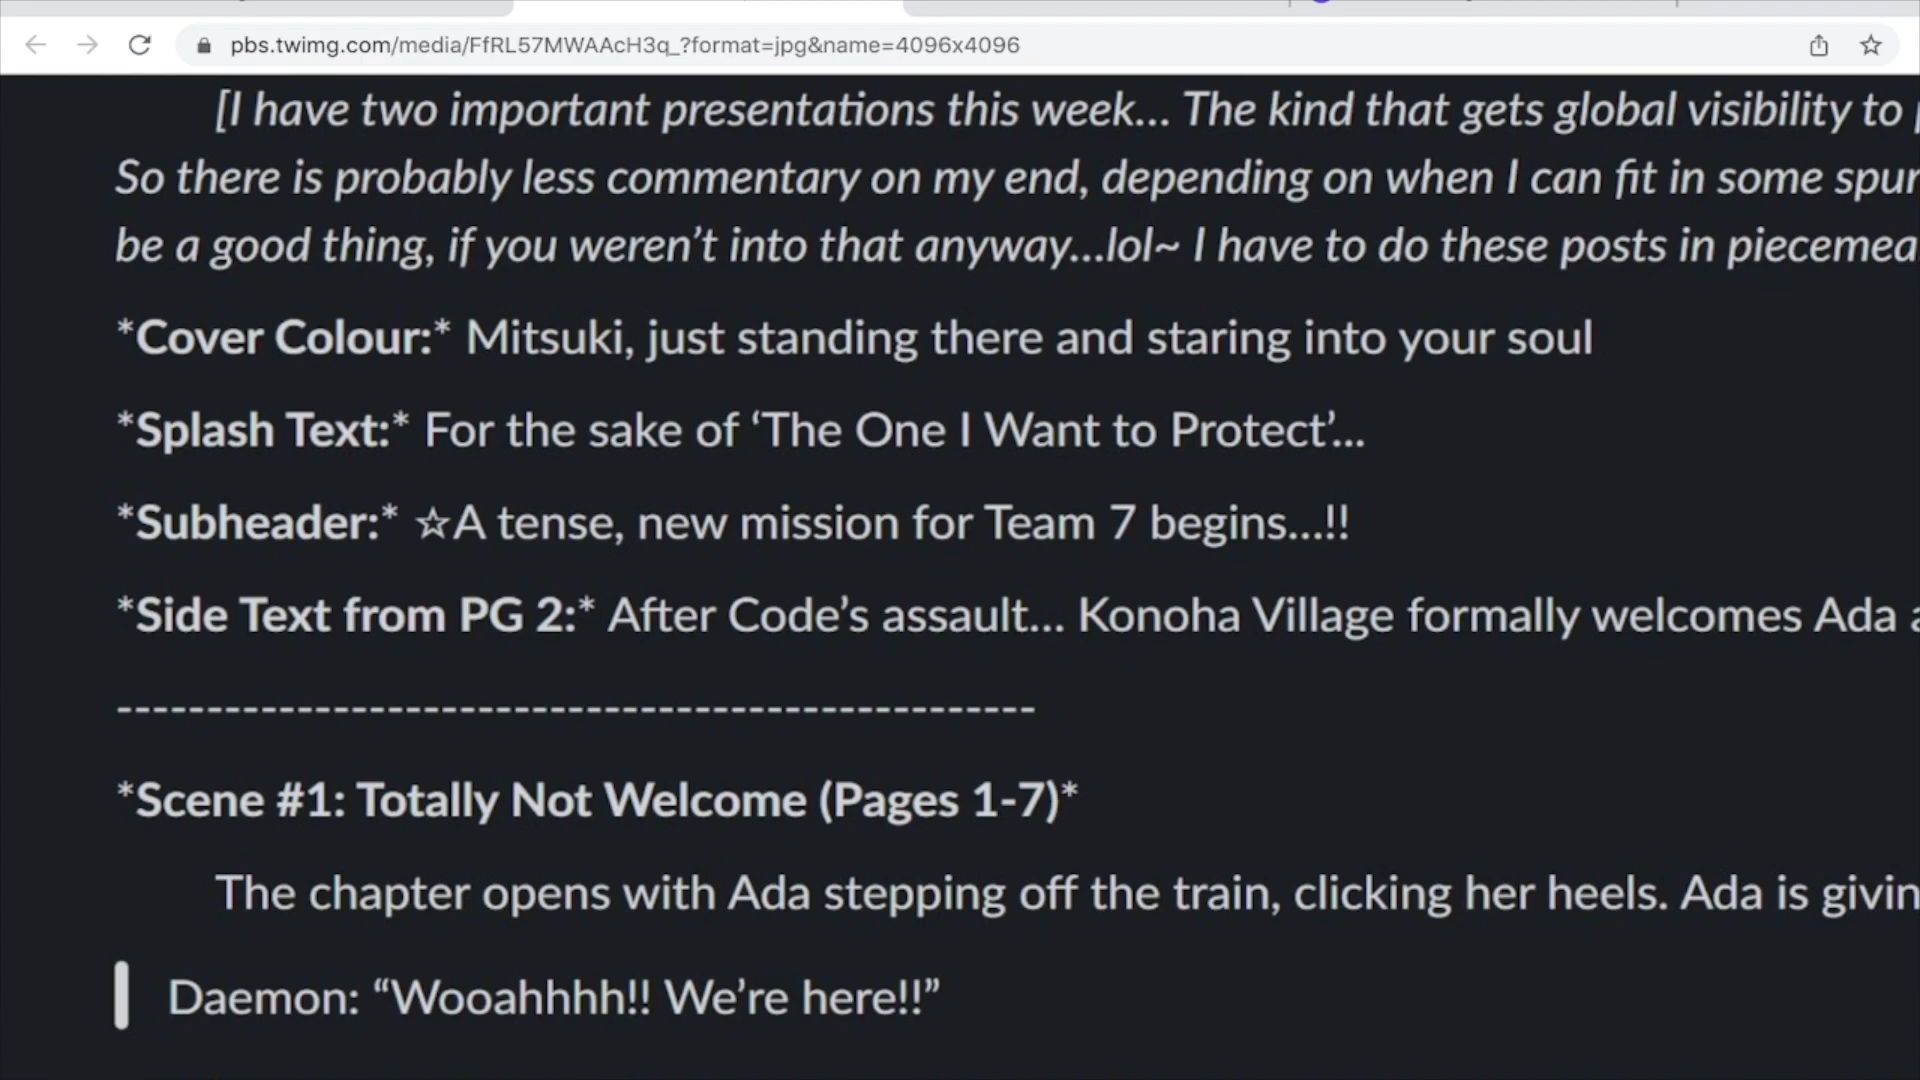 pbs.twimg.com/media/FfRL57MWAAcH3q_?format=jpg&name=4096x4096
[I have two important presentations this week... The kind that gets global visibility to
So there is probably less commentary on my end, depending on when I can fit in some
be a good thing, if you weren't into that anyway...lol~ I have to do these posts in
*Cover Colour:* Mitsuki, just standing there and staring into your soul
*Splash Text:* For the sake of ‘The One I Want to Protect’...
*Subheader:* ☆A tense, new mission for Team 7 begins...!!
*Side Text from PG 2:* After Code’s assault... Konoha Village formally welcomes Ada
--------------------------------------------------
*Scene #1: Totally Not Welcome (Pages 1-7)*
The chapter opens with Ada stepping off the train, clicking her heels. Ada is
Daemon: “Wooahhhh!! We’re here!!”